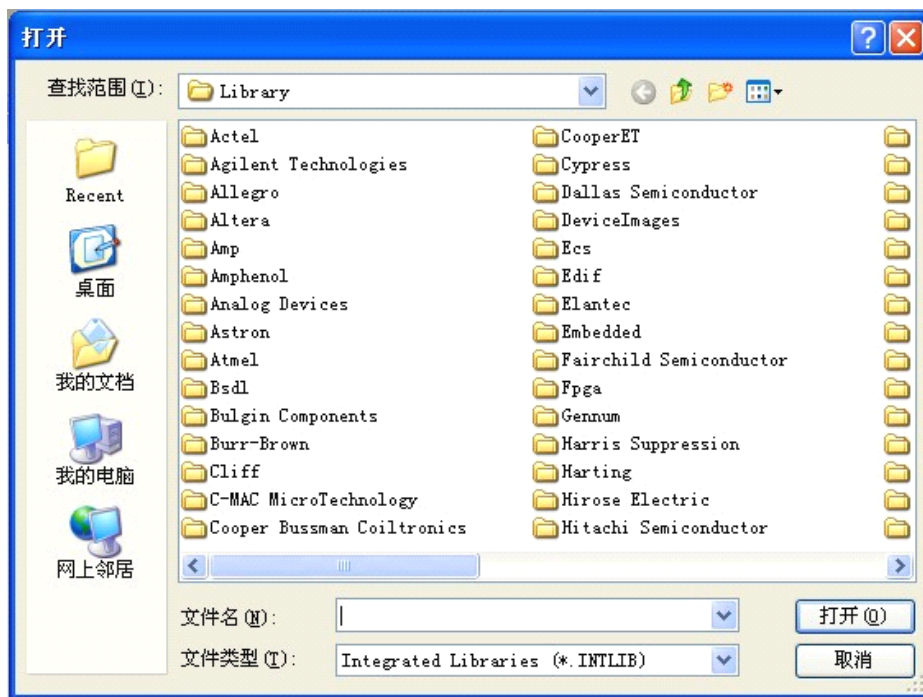 打开
查找范围(I):
Library
Recent
桌面
我的文档
我的电脑
网上邻居
Actel
Agilent Technologies
Allegro
Altera
Amp
Amphenol
Analog Devices
Astron
Atmel
Bsdl
Bulgin Components
Burr-Brown
Cliff
C-MAC MicroTechnology
Cooper Bussman Coiltronics
CooperET
Cypress
Dallas Semiconductor
DeviceImages
Ecs
Edif
Elantec
Embedded
Fairchild Semiconductor
Fpga
Gennum
Harris Suppression
Harting
Hirose Electric
Hitachi Semiconductor
文件名(N):
打开(O)
文件类型(T):
Integrated Libraries (*.INTLIB)
取消